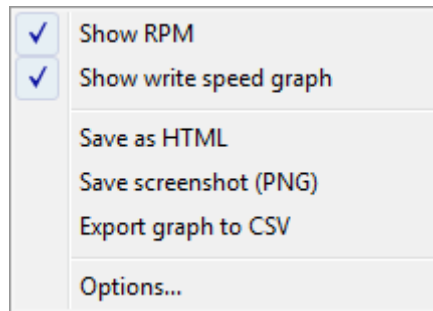 Show RPM
Show write speed graph
Save as HTML
Save screenshot (PNG)
Export graph to CSV
Options...